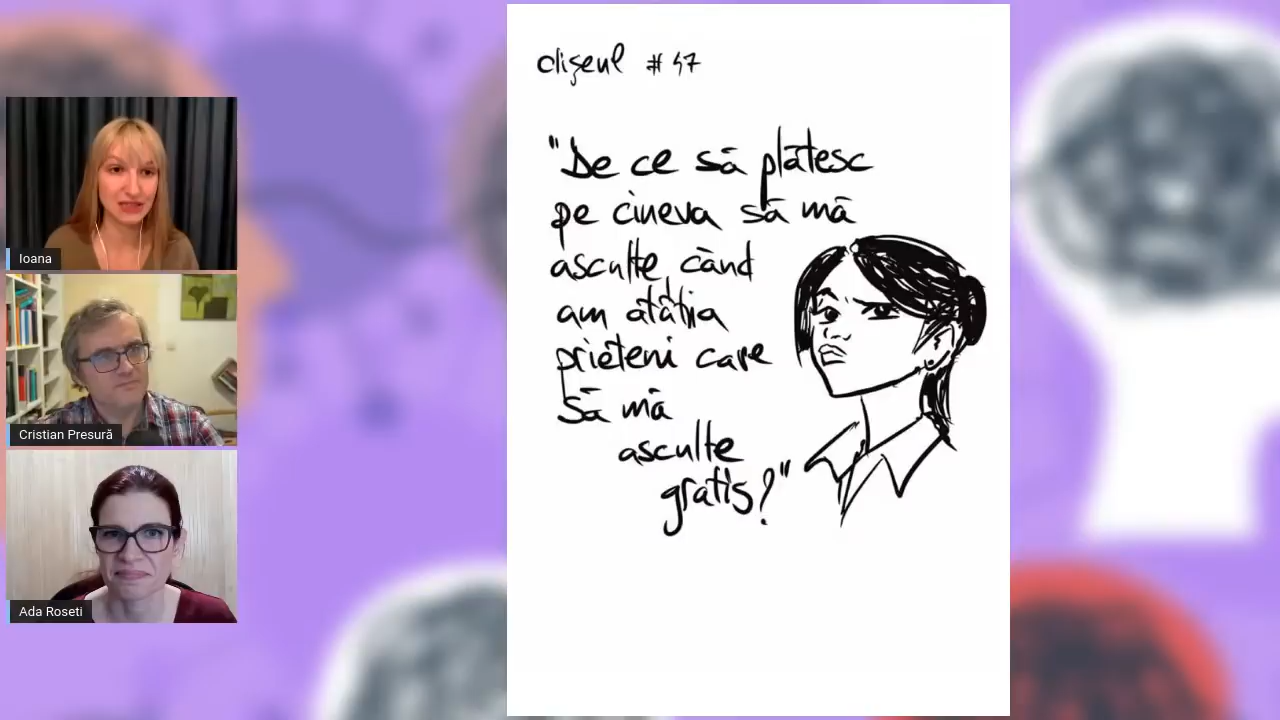 clișeul #47
"De ce să plătesc
pe cineva să mă
asculte, când
am atâția
prieteni care
să mă
asculte
gratis?"
Ioana
Cristian Presură
Ada Roseti